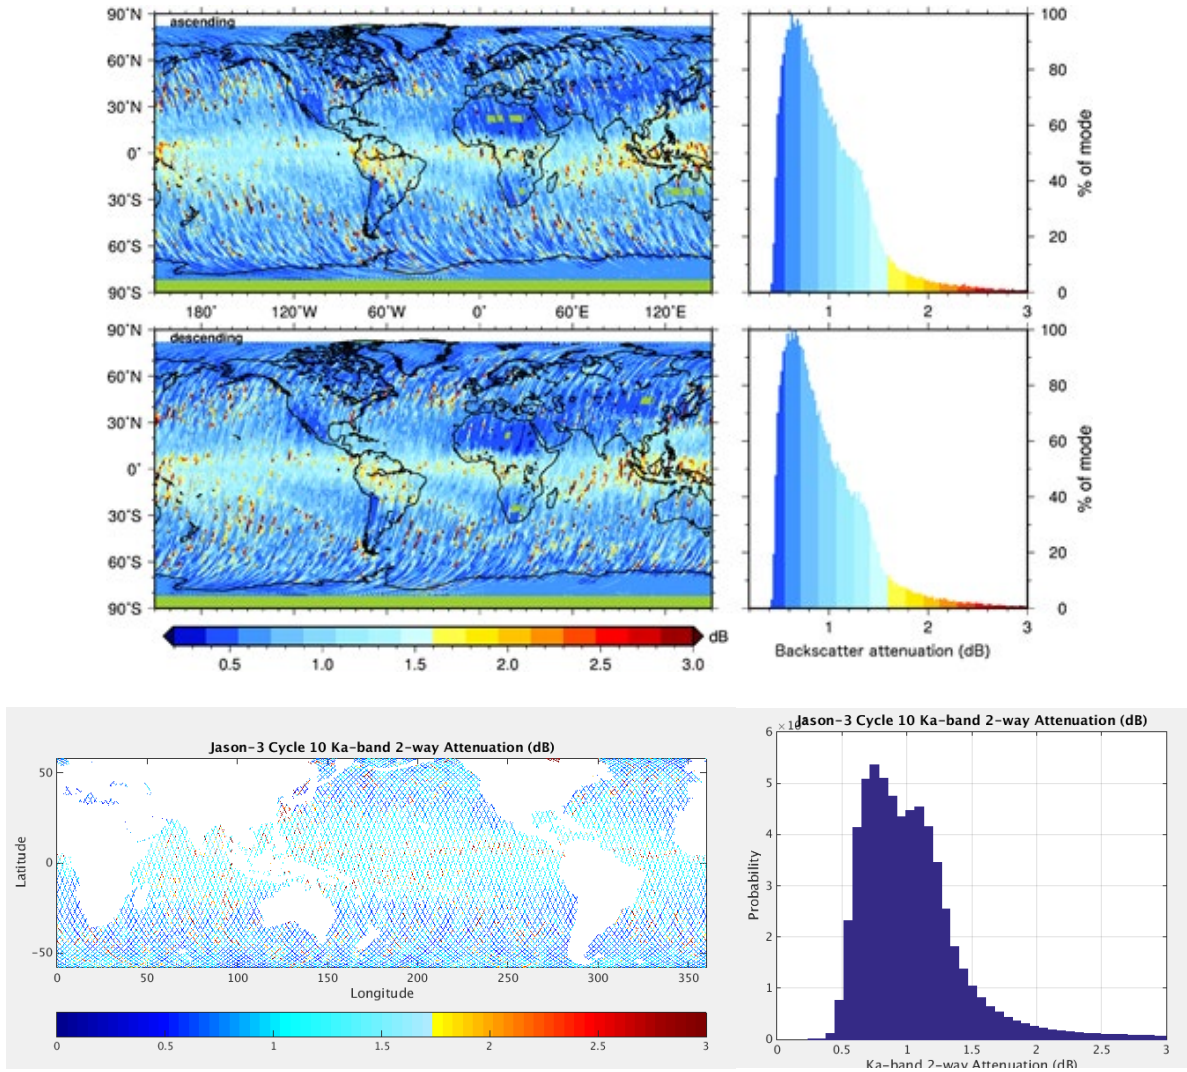 ascending
90°N
60°N
30°N
0°
30°S
60°S
90°S
180° 120°W 60°W 0° 60°E 120°E
100
80
60
40
20
0
% of mode
1 2 3
descending
90°N
60°N
30°N
0°
30°S
60°S
90°S
100
80
60
40
20
0
% of mode
1 2 3
Backscatter attenuation (dB)
dB
0.5 1.0 1.5 2.0 2.5 3.0
Jason-3 Cycle 10 Ka-band 2-way Attenuation (dB)
50
0
-50
Latitude
0 50 100 150 200 250 300 350
Longitude
0 0.5 1 1.5 2 2.5 3
Jason-3 Cycle 10 Ka-band 2-way Attenuation (dB)
6
5
4
3
2
1
0
Probability
0 0.5 1 1.5 2 2.5 3
Ka-band 2-way Attenuation (dB)